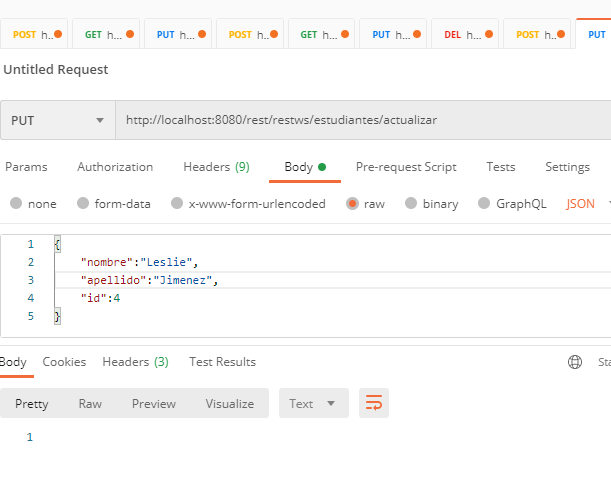 POST h.. GET h... PUT h... POST h.. GET h... PUT h... DEL h... POST h.. PUT
Untitled Request
PUT http://localhost:8080/rest/restws/estudiantes/actualizar
Params Authorization Headers (9) Body Pre-request Script Tests Settings
none form-data x-www-form-urlencoded raw binary GraphQL JSON
1 {
2 "nombre":"Leslie",
3 "apellido":"Jimenez",
4 "id":4
5 }
Body Cookies Headers (3) Test Results Sta
Pretty Raw Preview Visualize Text
1